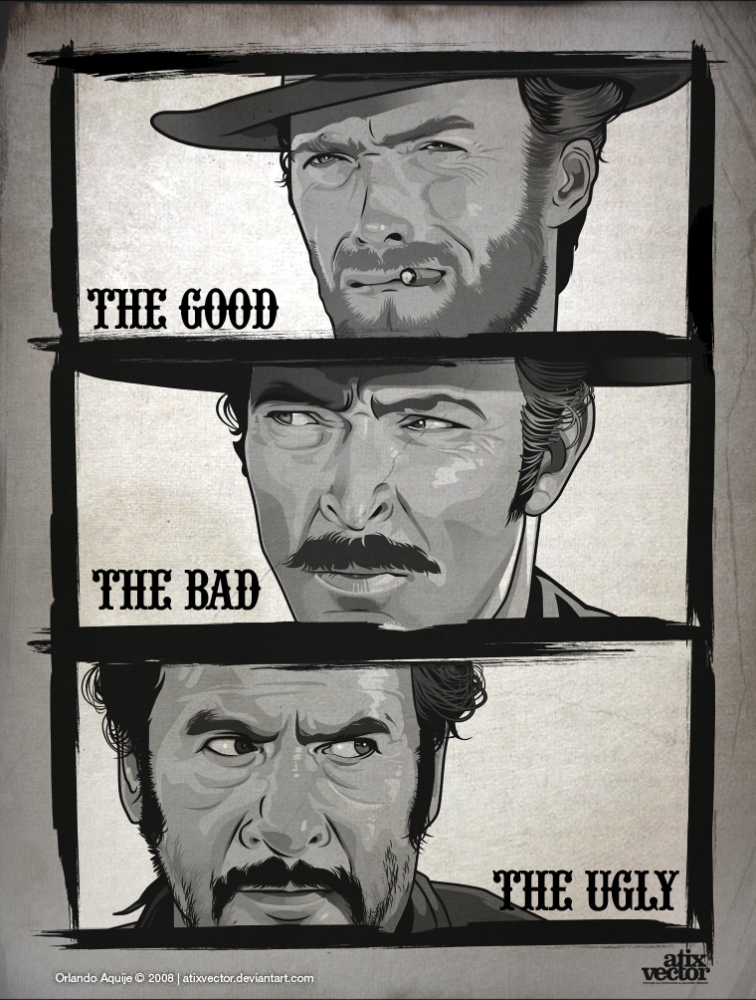 THE GOOD
THE BAD
THE UGLY
Orlando Aquije © 2008 | atixvector.deviantart.com
atix
vector